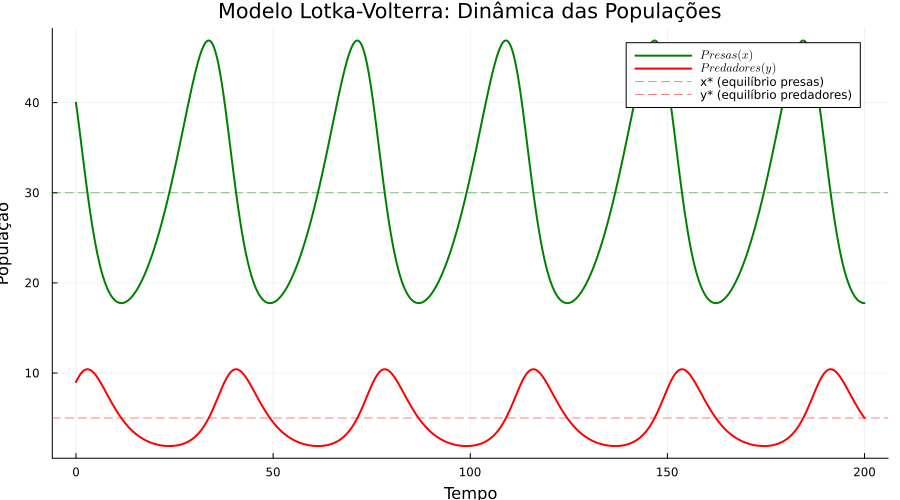 Modelo Lotka-Volterra: Dinâmica das Populações
Presas(x)
Predadores(y)
x* (equilíbrio presas)
y* (equilíbrio predadores)
População
40
30
20
10
0
50
100
150
200
Tempo